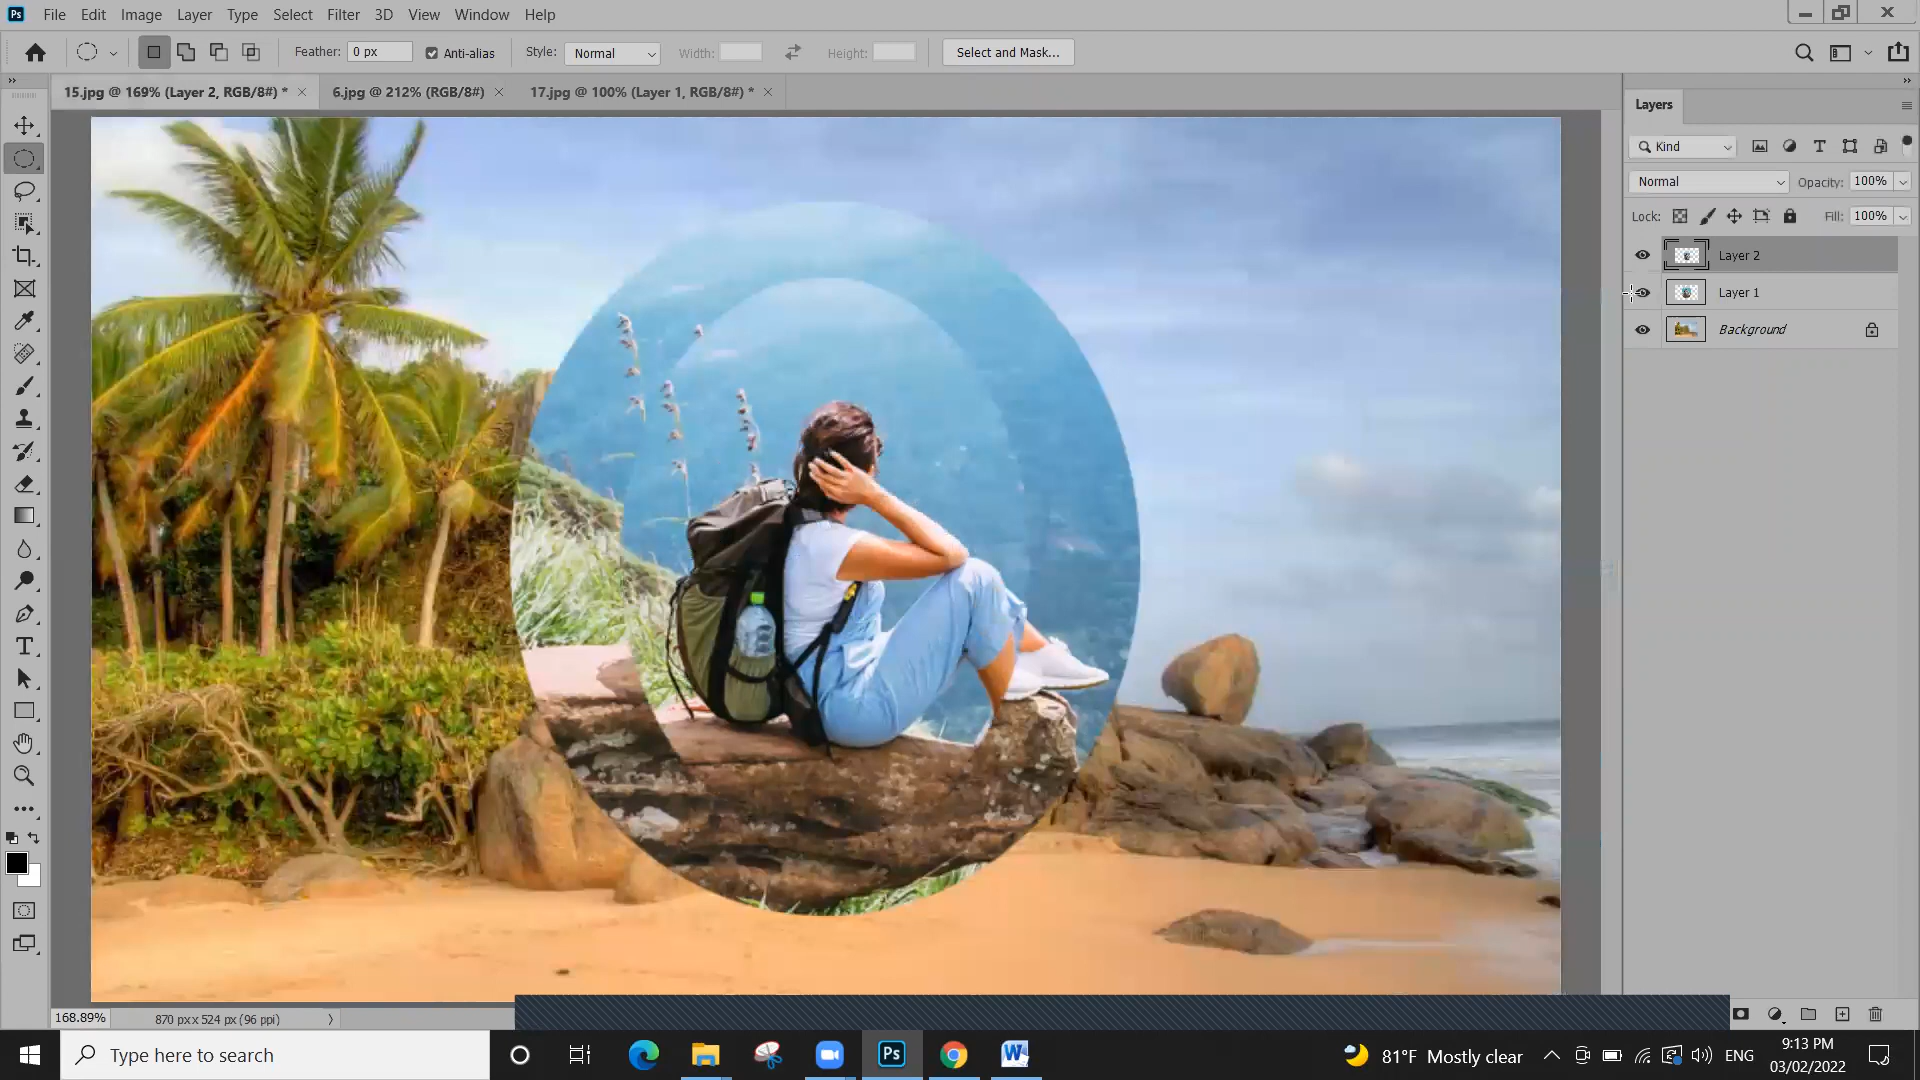 Ps File Edit Image Layer Type Select Filter 3D View Window Help
Feather: 0 px Anti-alias Style: Normal Width: Height: Select and Mask...
15.jpg @ 169% (Layer 2, RGB/8#) * × 6.jpg @ 212% (RGB/8#) × 17.jpg @ 100% (Layer 1, RGB/8#) * ×
Layers
Kind
Normal Opacity: 100%
Lock: Fill: 100%
Layer 2
Layer 1
Background
168.89% 870 px x 524 px (96 ppi)
Type here to search
Ps
W
81°F Mostly clear
ENG
9:13 PM
03/02/2022